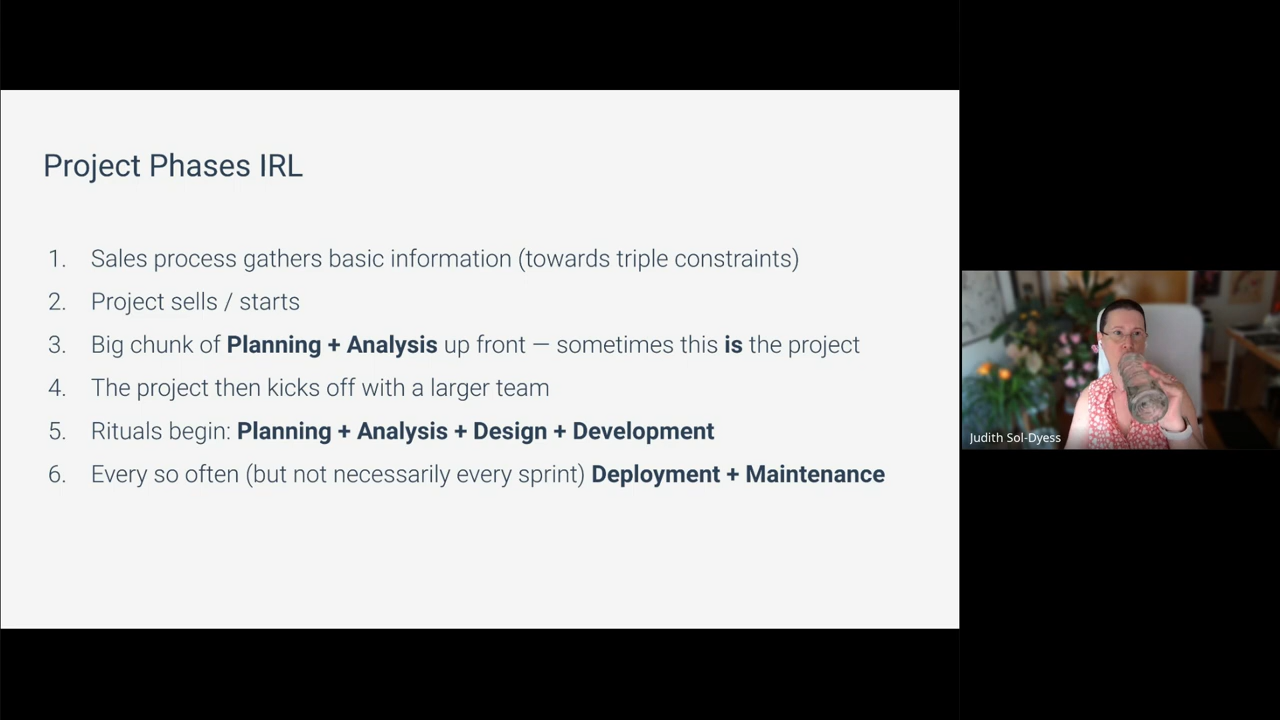 Project Phases IRL
1. Sales process gathers basic information (towards triple constraints)
2. Project sells / starts
3. Big chunk of Planning + Analysis up front — sometimes this is the project
4. The project then kicks off with a larger team
5. Rituals begin: Planning + Analysis + Design + Development
6. Every so often (but not necessarily every sprint) Deployment + Maintenance
Judith Sol-Dyess